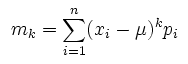 $m_k = \sum_{i=1}^{n} (x_i - \mu)^k p_i$